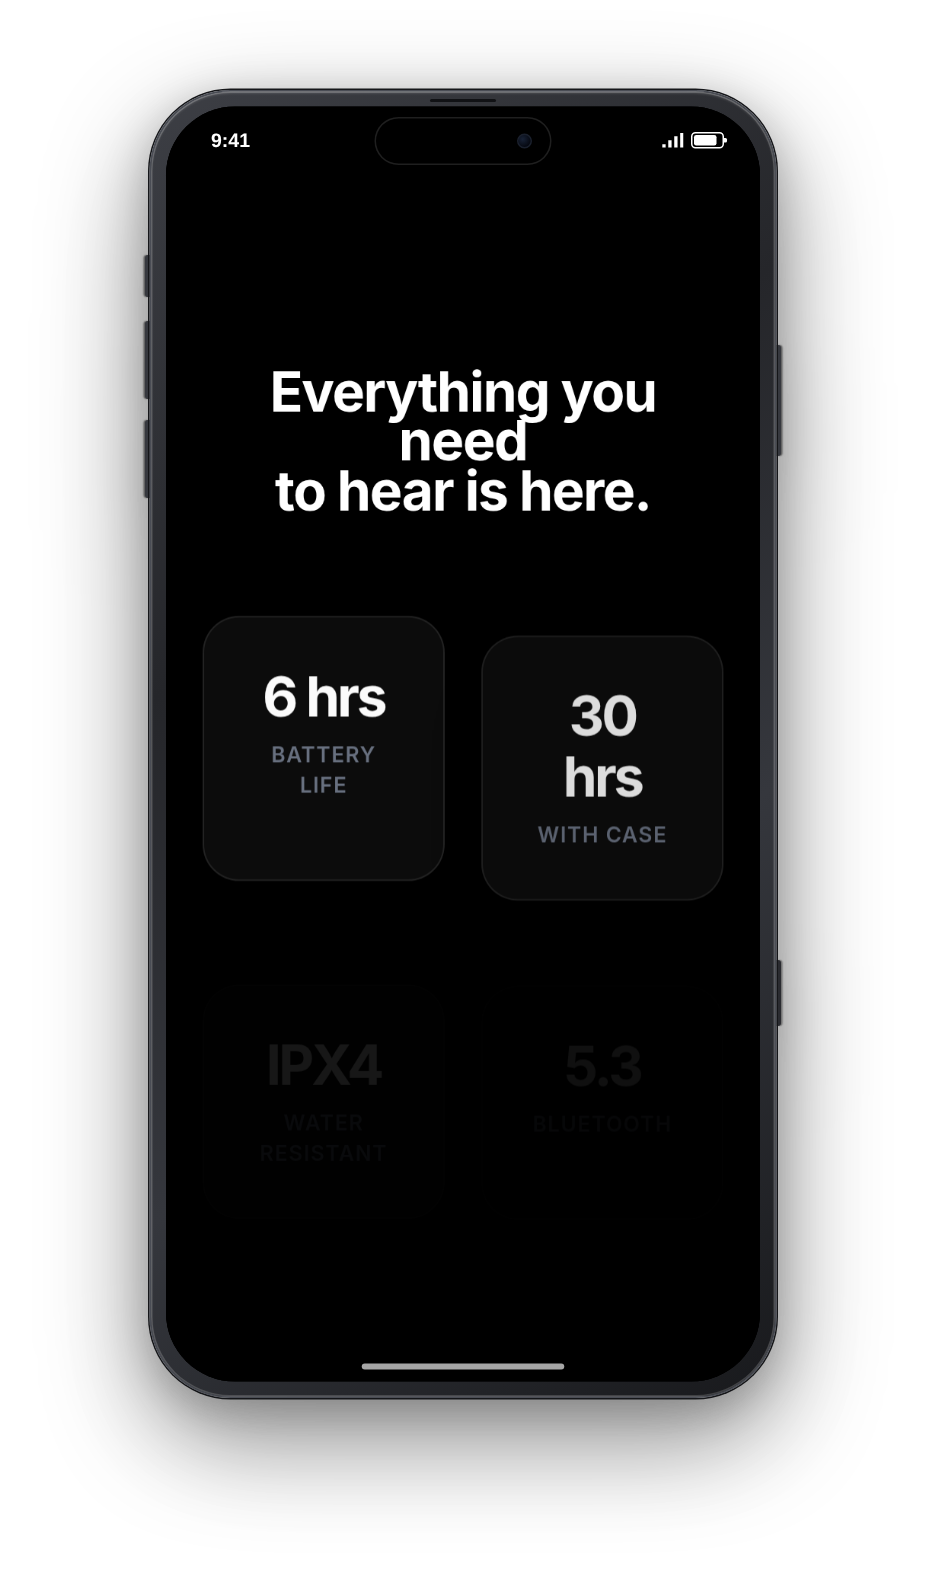 9:41
Everything you
need
to hear is here.
6 hrs
BATTERY
LIFE
30
hrs
WITH CASE
IPX4
WATER
RESISTANT
5.3
BLUETOOTH